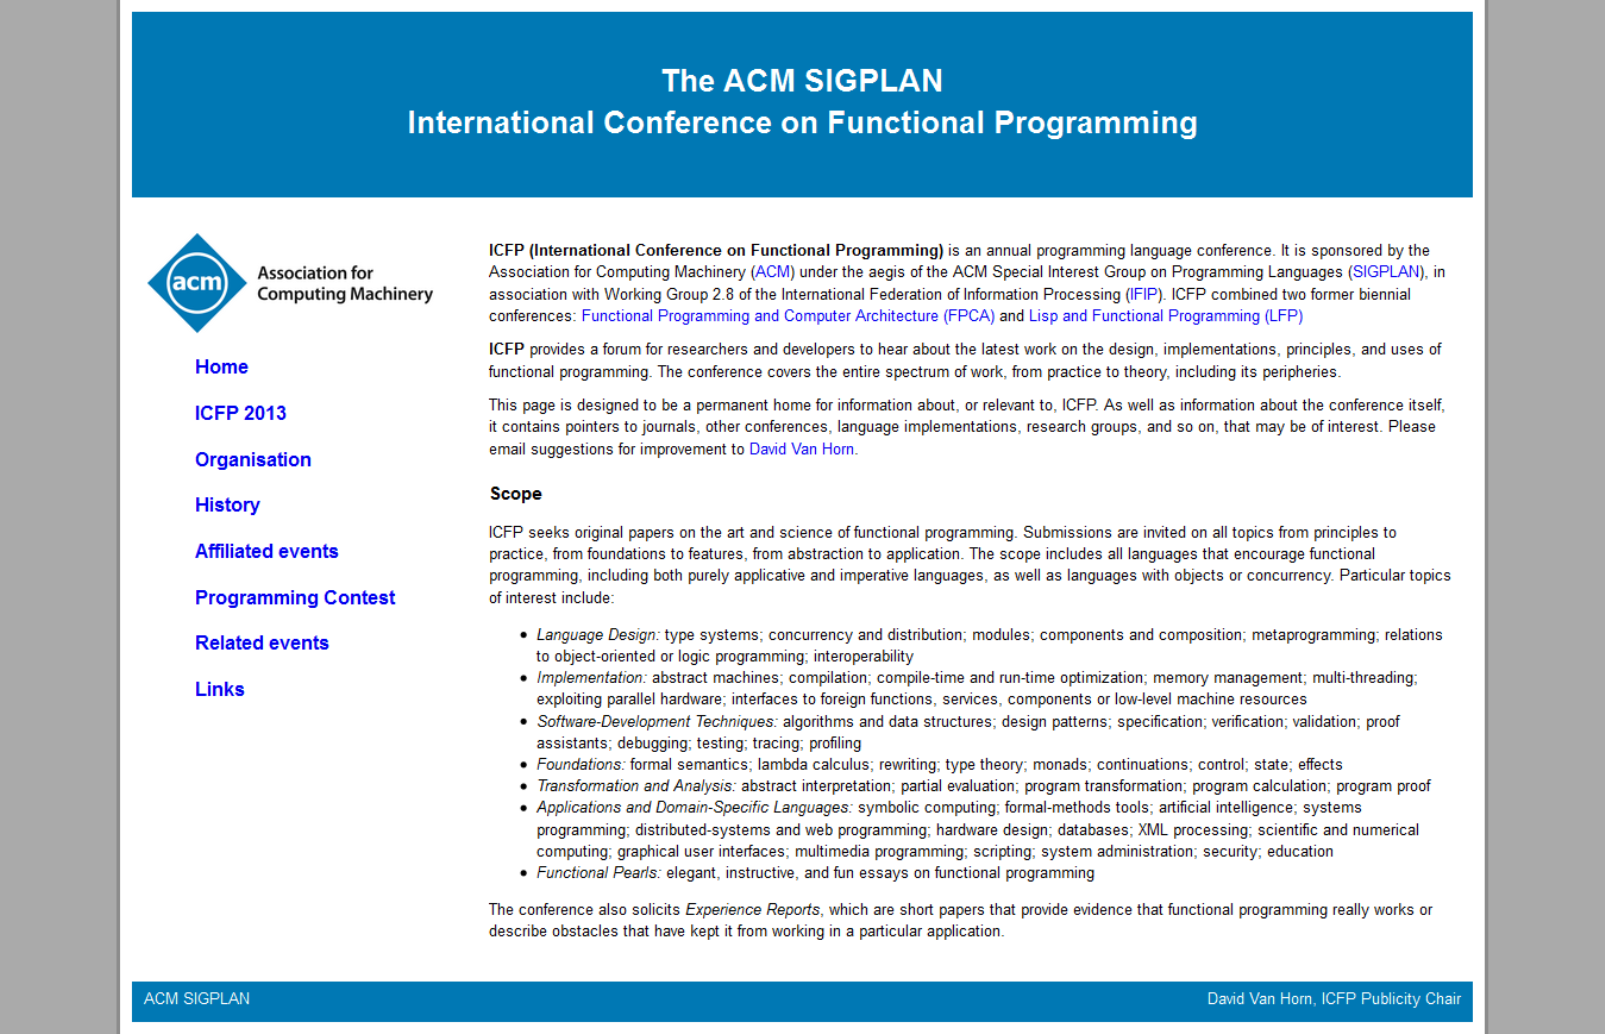 The ACM SIGPLAN
International Conference on Functional Programming
acm
Association for
Computing Machinery
Home
ICFP 2013
Organisation
History
Affiliated events
Programming Contest
Related events
Links
ICFP (International Conference on Functional Programming) is an annual programming language conference. It is sponsored by the
Association for Computing Machinery (ACM) under the aegis of the ACM Special Interest Group on Programming Languages (SIGPLAN), in
association with Working Group 2.8 of the International Federation of Information Processing (IFIP). ICFP combined two former biennial
conferences: Functional Programming and Computer Architecture (FPCA) and Lisp and Functional Programming (LFP)
ICFP provides a forum for researchers and developers to hear about the latest work on the design, implementations, principles, and uses of
functional programming. The conference covers the entire spectrum of work, from practice to theory, including its peripheries.
This page is designed to be a permanent home for information about, or relevant to, ICFP. As well as information about the conference itself,
it contains pointers to journals, other conferences, language implementations, research groups, and so on, that may be of interest. Please
email suggestions for improvement to David Van Horn.
Scope
ICFP seeks original papers on the art and science of functional programming. Submissions are invited on all topics from principles to
practice, from foundations to features, from abstraction to application. The scope includes all languages that encourage functional
programming, including both purely applicative and imperative languages, as well as languages with objects or concurrency. Particular topics
of interest include:
• Language Design: type systems; concurrency and distribution; modules; components and composition; metaprogramming; relations
to object-oriented or logic programming; interoperability
• Implementation: abstract machines; compilation; compile-time and run-time optimization; memory management; multi-threading;
exploiting parallel hardware; interfaces to foreign functions, services, components or low-level machine resources
• Software-Development Techniques: algorithms and data structures; design patterns; specification; verification; validation; proof
assistants; debugging; testing; tracing; profiling
• Foundations: formal semantics; lambda calculus; rewriting; type theory; monads; continuations; control; state; effects
• Transformation and Analysis: abstract interpretation; partial evaluation; program transformation; program calculation; program proof
• Applications and Domain-Specific Languages: symbolic computing; formal-methods tools; artificial intelligence; systems
programming; distributed-systems and web programming; hardware design; databases; XML processing; scientific and numerical
computing; graphical user interfaces; multimedia programming; scripting; system administration; security; education
• Functional Pearls: elegant, instructive, and fun essays on functional programming
The conference also solicits Experience Reports, which are short papers that provide evidence that functional programming really works or
describe obstacles that have kept it from working in a particular application.
ACM SIGPLAN
David Van Horn, ICFP Publicity Chair